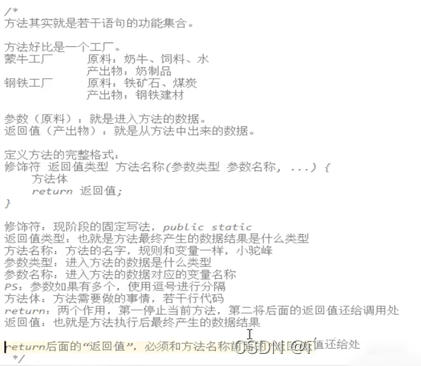 /*
方法其实就是若干语句的功能集合。
方法好比是一个工厂。
蒙牛工厂 原料：奶牛、饲料、水
产出物：奶制品
钢铁工厂 原料：铁矿石、煤炭
产出物：钢铁建材
参数（原料）：就是进入方法的数据。
返回值（产出物）：就是从方法中出来的数据。
定义方法的完整格式：
修饰符 返回值类型 方法名称(参数类型 参数名称, ...) {
方法体
return 返回值;
}
修饰符：现阶段的固定写法，public static
返回值类型：也就是方法最终产生的数据结果是什么类型
方法名称：方法的名字，规则和变量一样，小驼峰
参数类型：进入方法的数据是什么类型
参数名称：进入方法的数据对应的变量名称
PS：参数如果有多个，使用逗号进行分隔
方法体：方法需要做的事情，若干行代码
return：两个作用，第一停止当前方法，第二将后面的返回值还给调用处
返回值：也就是方法执行后最终产生的数据结果
return后面的“返回值”，必须和方法名称前 值还给处
*/
CSDN @